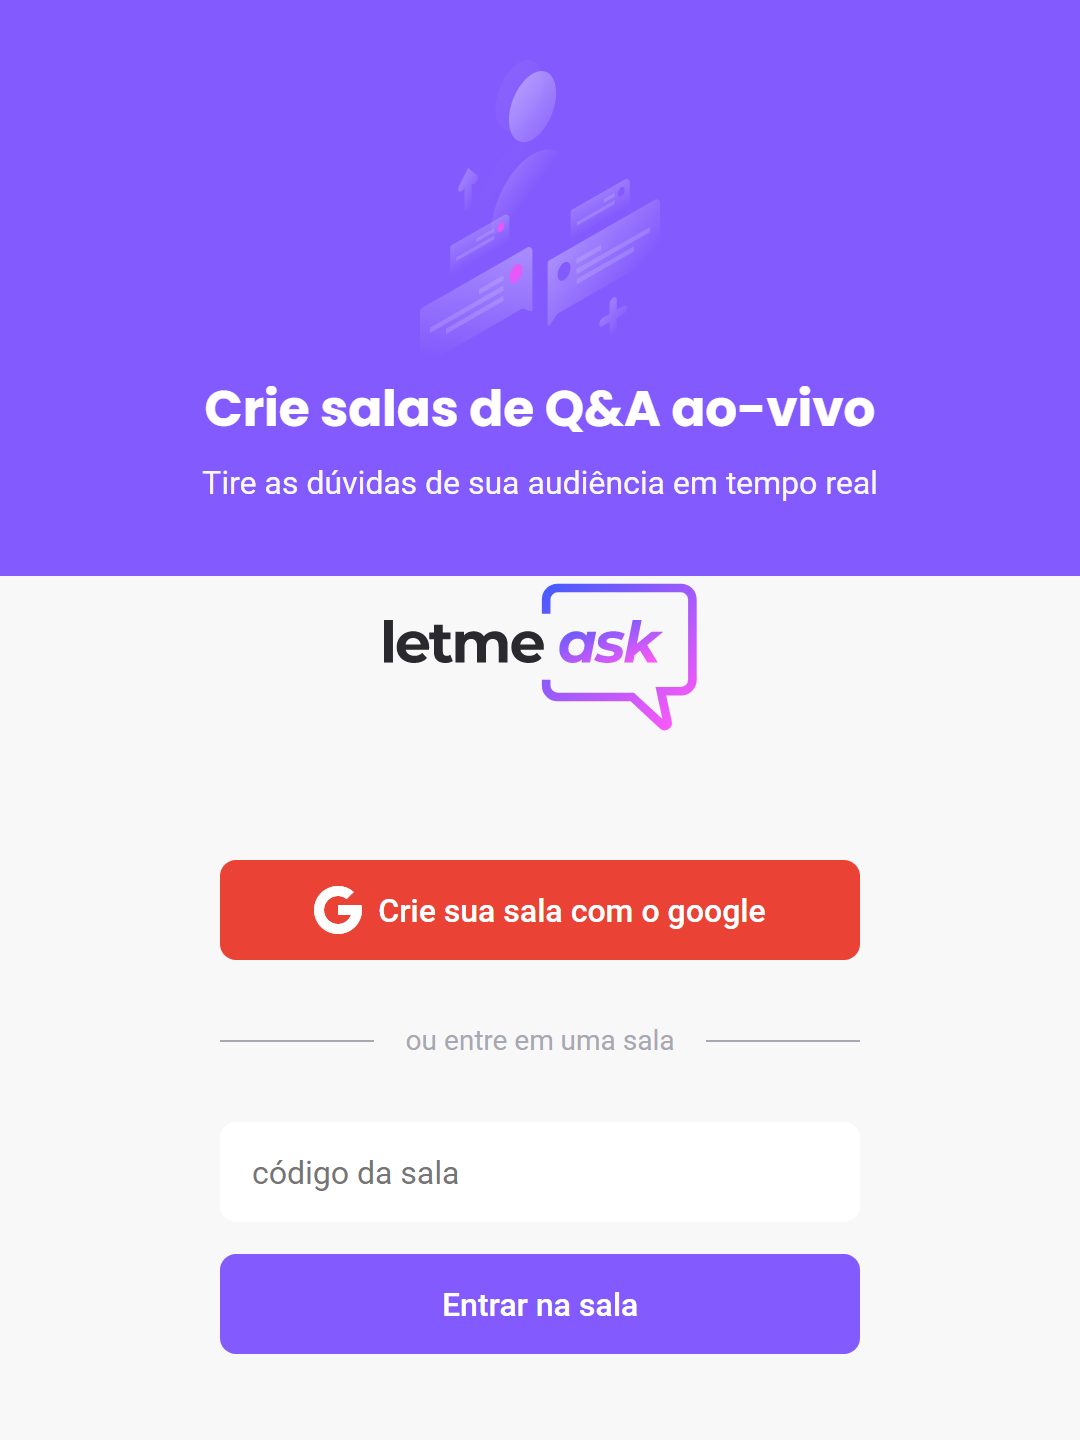 Crie salas de Q&A ao-vivo
Tire as dúvidas de sua audiência em tempo real
letme ask
Crie sua sala com o google
ou entre em uma sala
código da sala
Entrar na sala